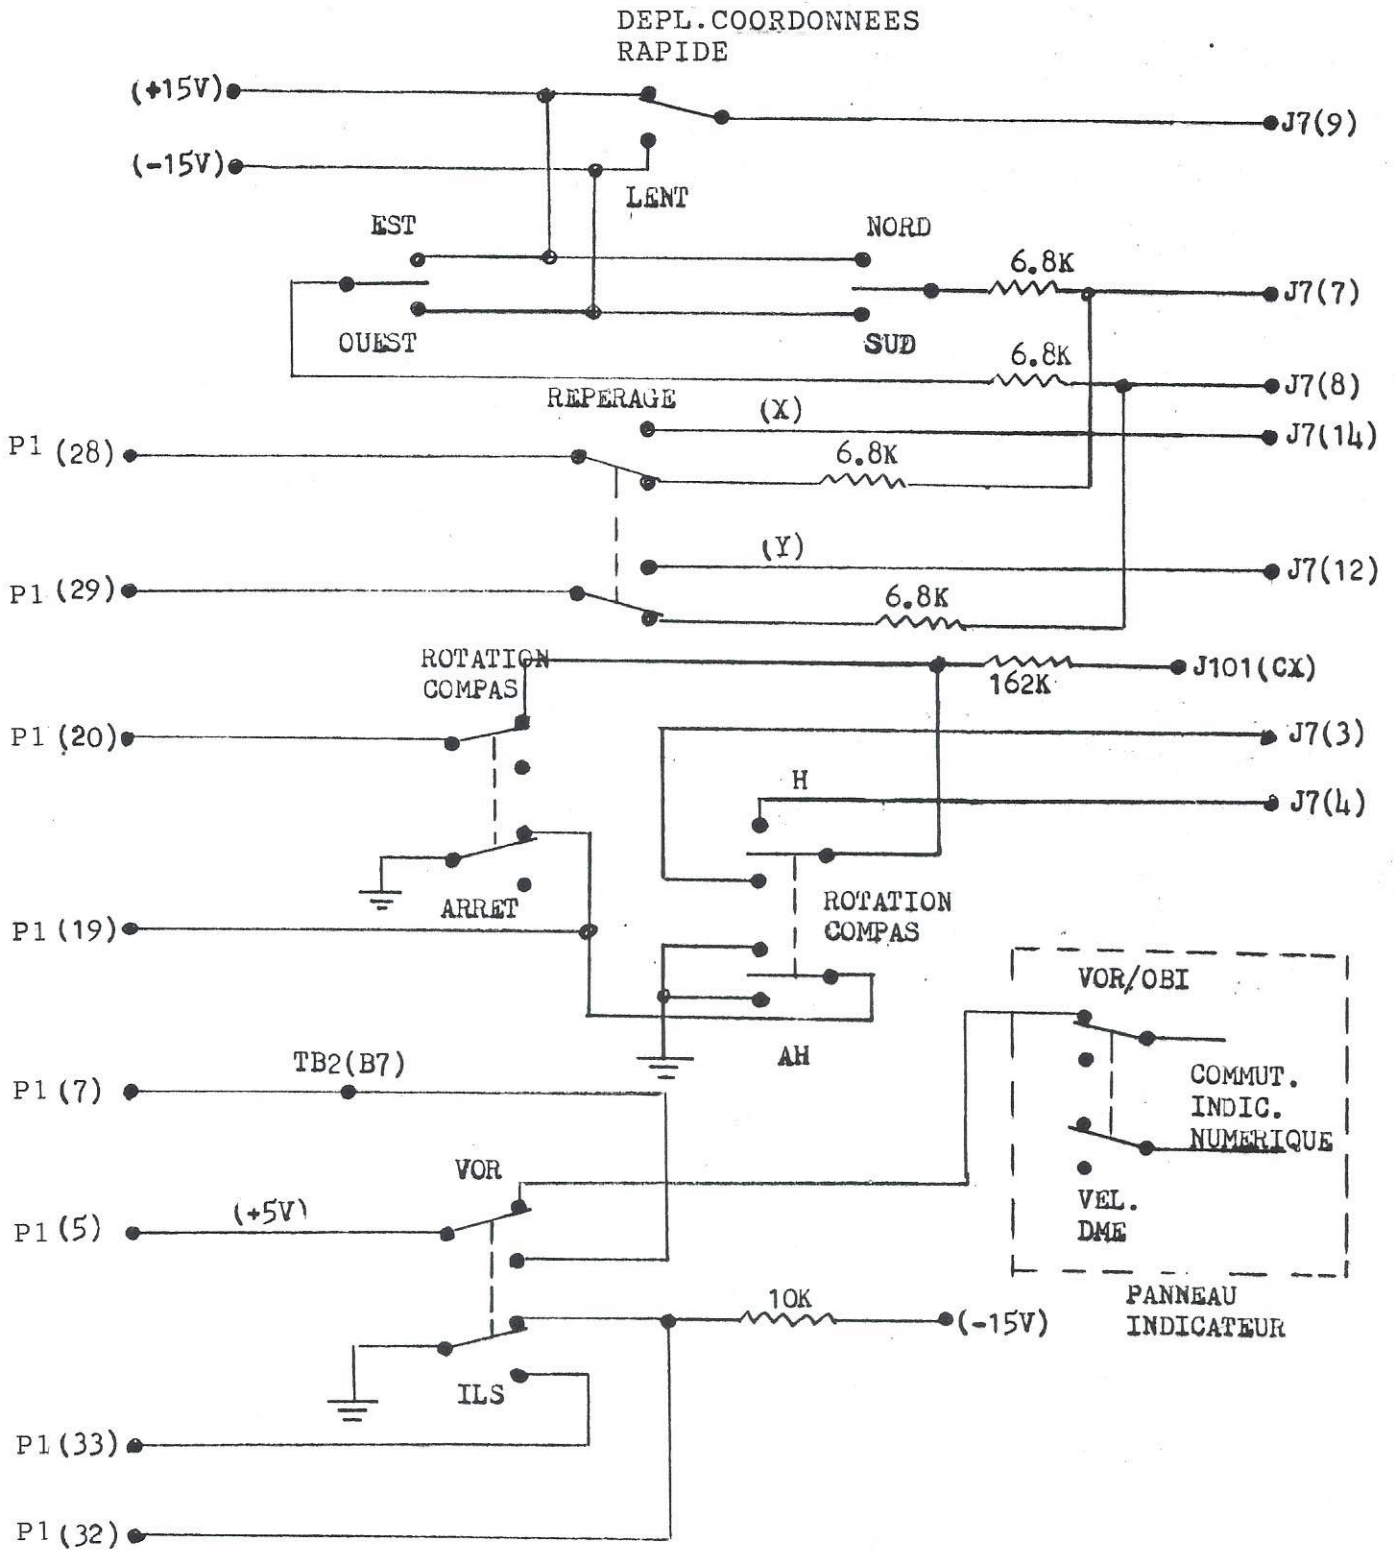 DEPL.COORDONNEES
RAPIDE
(+15V)
J7(9)
(-15V)
LENT
EST
NORD
6.8K
J7(7)
OUEST
SUD
6.8K
J7(8)
REPERAGE
(X)
J7(14)
P1(28)
6.8K
(Y)
J7(12)
P1(29)
6.8K
ROTATION
COMPAS
162K
J101(CX)
P1(20)
J7(3)
H
J7(4)
ARRET
ROTATION
COMPAS
P1(19)
VOR/OBI
AH
TB2(B7)
P1(7)
COMMUT.
INDIC.
NUMERIQUE
VOR
VEL.
DME
P1(5)
(+5V)
PANNEAU
INDICATEUR
10K
(-15V)
ILS
P1(33)
P1(32)